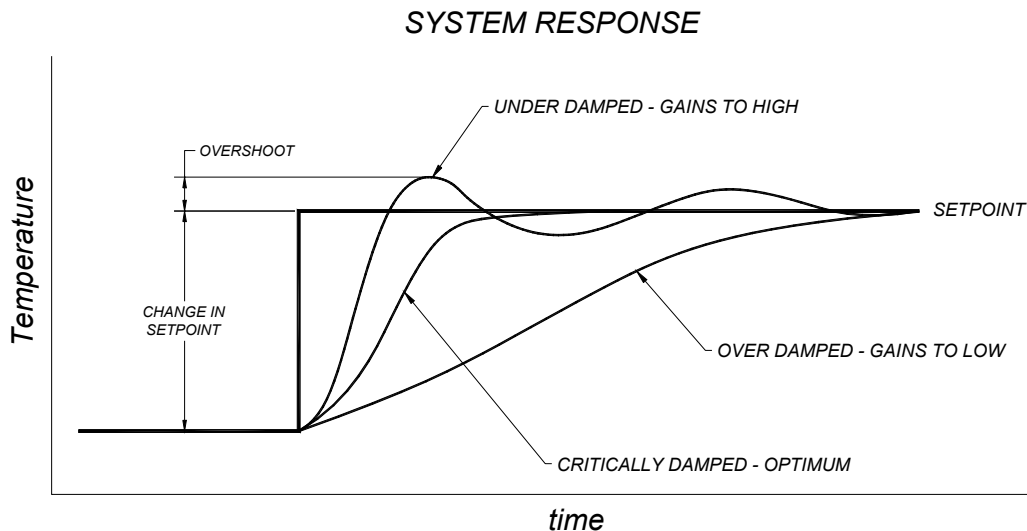 SYSTEM RESPONSE
UNDER DAMPED - GAINS TO HIGH
OVERSHOOT
SETPOINT
Temperature
CHANGE IN
SETPOINT
OVER DAMPED - GAINS TO LOW
CRITICALLY DAMPED - OPTIMUM
time